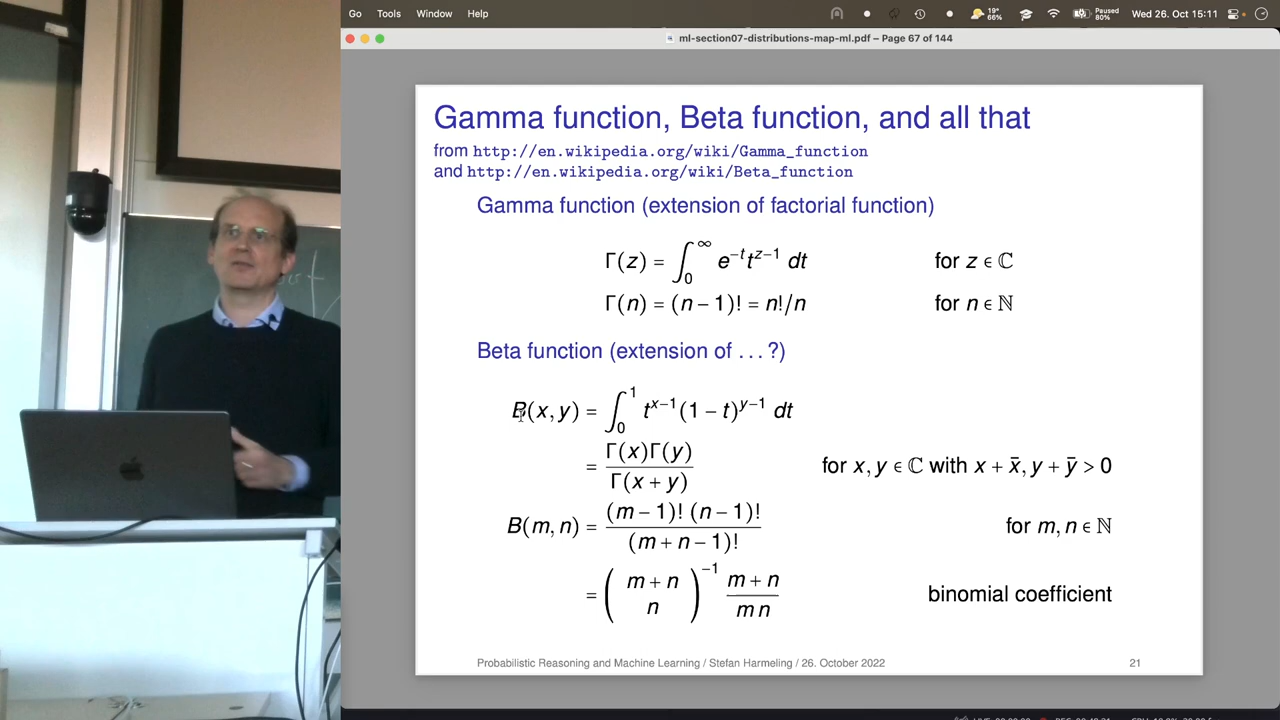 Go Tools Window Help
19° 66% Paused 80% Wed 26. Oct 15:11
ml-section07-distributions-map-ml.pdf – Page 67 of 144
Gamma function, Beta function, and all that
from http://en.wikipedia.org/wiki/Gamma_function
and http://en.wikipedia.org/wiki/Beta_function
Gamma function (extension of factorial function)
Γ(z) = ∫₀^∞ e^{−t} t^{z−1} dt for z ∈ ℂ
Γ(n) = (n − 1)! = n!/n for n ∈ ℕ
Beta function (extension of . . . ?)
B(x, y) = ∫₀¹ t^{x−1}(1 − t)^{y−1} dt
= Γ(x)Γ(y) / Γ(x + y) for x, y ∈ ℂ with x + x̄, y + ȳ > 0
B(m, n) = (m − 1)! (n − 1)! / (m + n − 1)! for m, n ∈ ℕ
= (m + n n)^{−1} m + n / m n binomial coefficient
Probabilistic Reasoning and Machine Learning / Stefan Harmeling / 26. October 2022 21